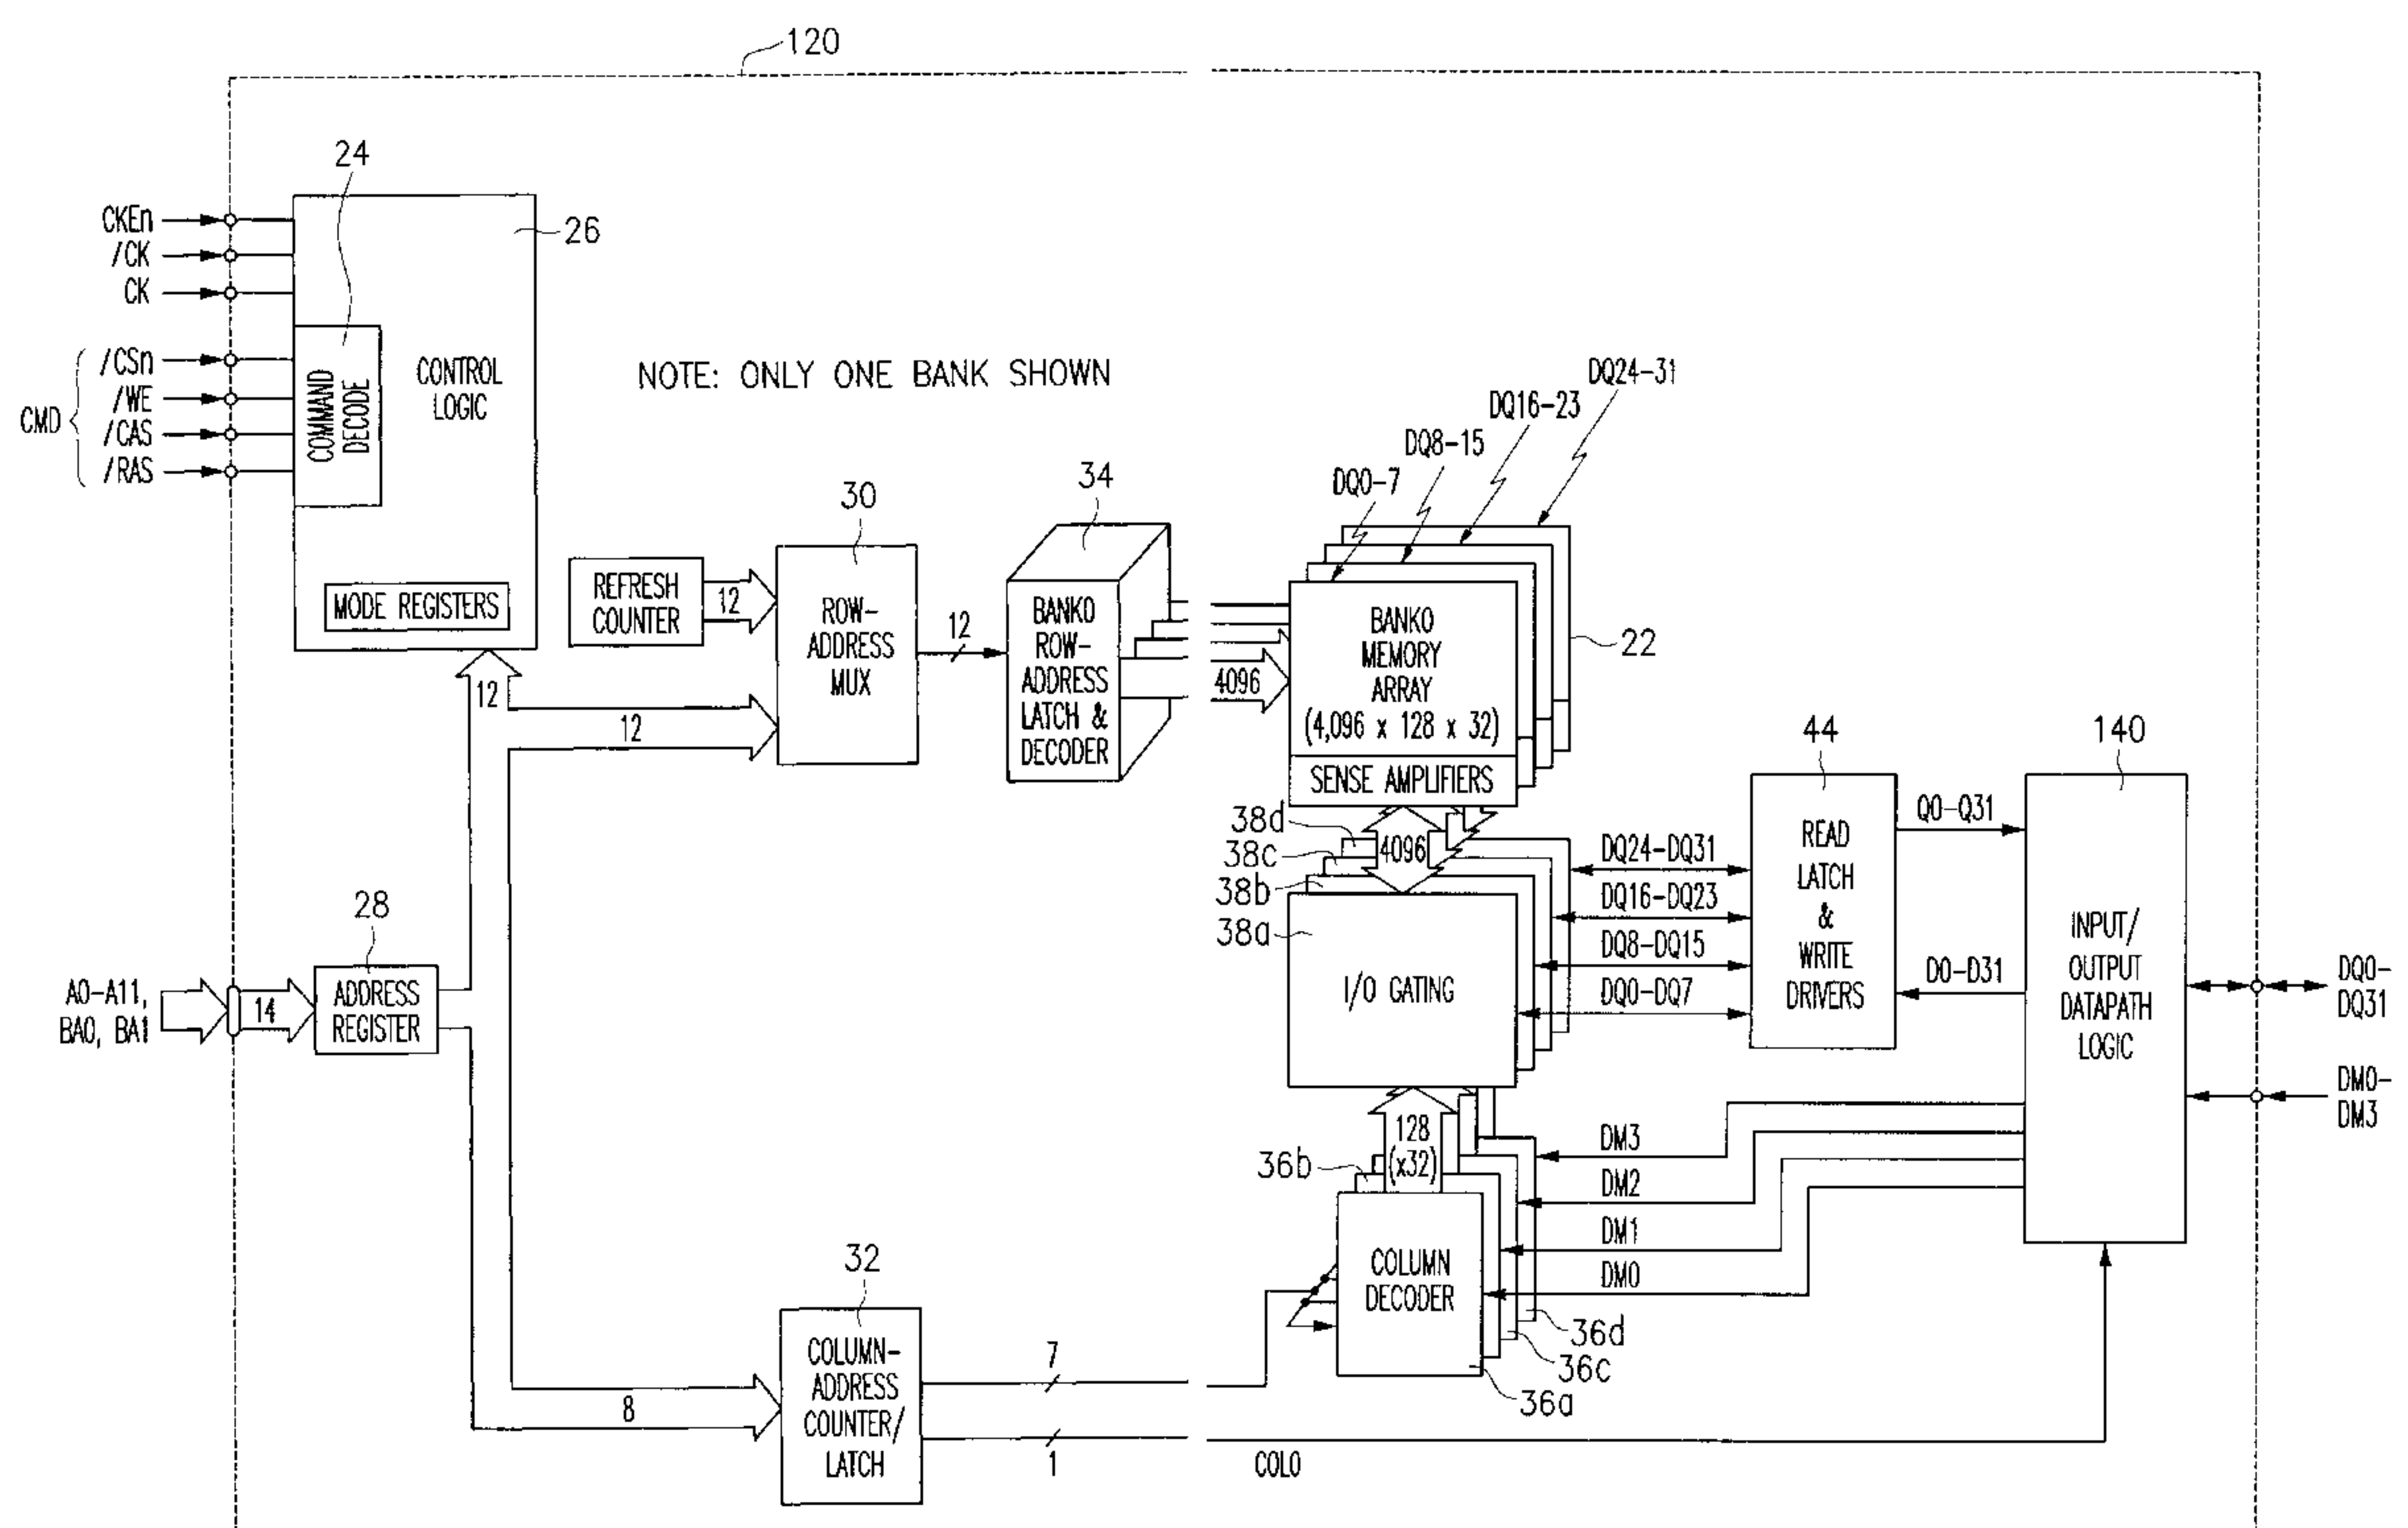 120
24
CKEn
/CK
CK
26
CMD
/CSn
/WE
/CAS
/RAS
COMMAND
DECODE
CONTROL
LOGIC
MODE REGISTERS
NOTE: ONLY ONE BANK SHOWN
DQ24-31
DQ16-23
DQ8-15
DQ0-7
30
34
REFRESH
COUNTER
12
ROW-
ADDRESS
MUX
12
BANK0
ROW-
ADDRESS
LATCH &
DECODER
4096
BANK0
MEMORY
ARRAY
(4,096 x 128 x 32)
SENSE AMPLIFIERS
22
12
12
44
140
38d
38c
38b
38a
4096
I/O GATING
DQ24-DQ31
DQ16-DQ23
DQ8-DQ15
DQ0-DQ7
READ
LATCH
&
WRITE
DRIVERS
Q0-Q31
D0-D31
INPUT/
OUTPUT
DATAPATH
LOGIC
DQ0-
DQ31
DM0-
DM3
28
A0-A11,
BA0, BA1
14
ADDRESS
REGISTER
128
(x32)
36b
DM3
DM2
DM1
DM0
COLUMN
DECODER
36d
36c
36a
32
8
COLUMN-
ADDRESS
COUNTER/
LATCH
7
1
COL0